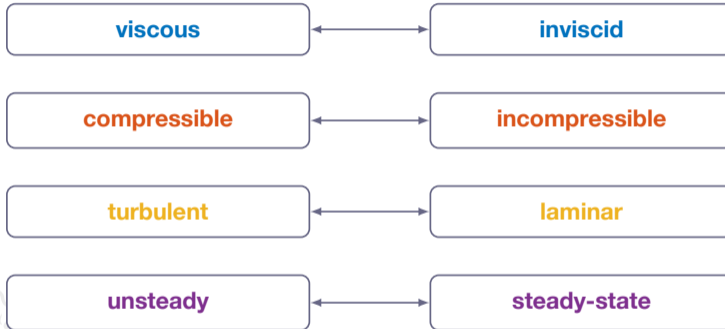 viscous inviscid
compressible incompressible
turbulent laminar
unsteady steady-state